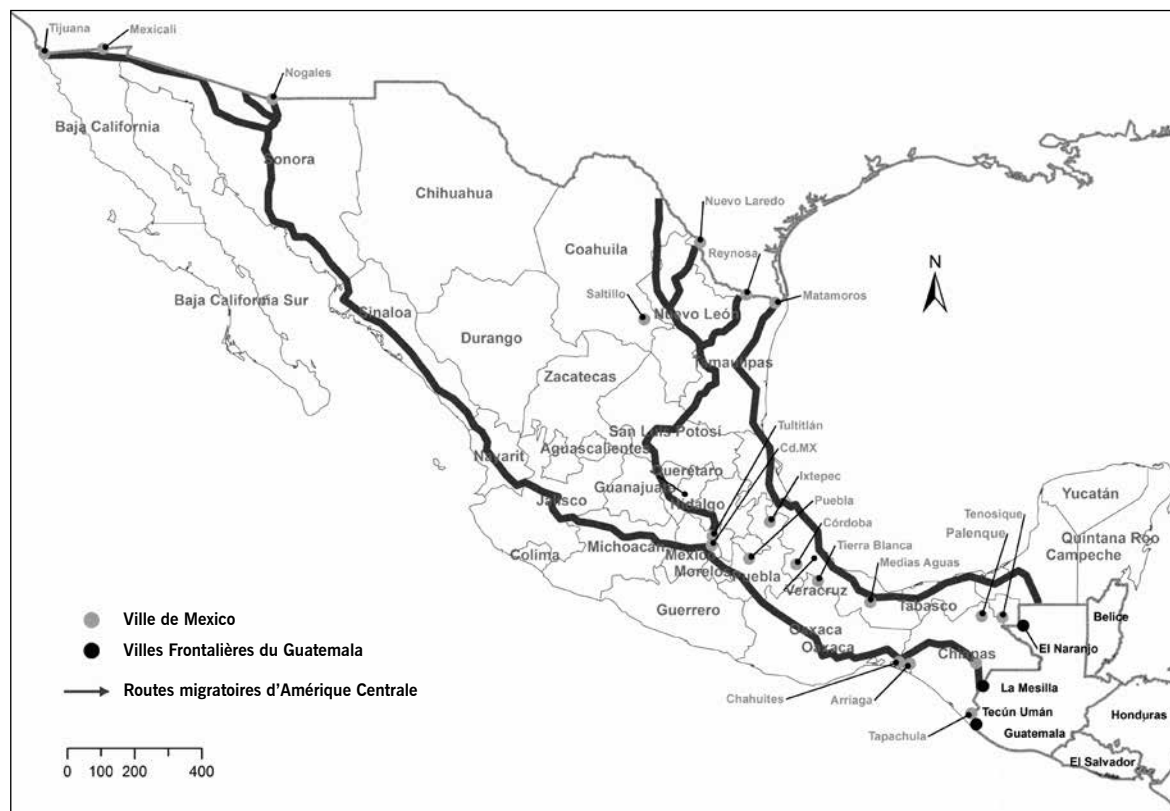 Tijuana
Mexicali
Nogales
Baja California
Sonora
Chihuahua
Nuevo Laredo
Coahuila
Reynosa
N
Baja California Sur
Saltillo
Matamoros
Sinaloa
Nuevo León
Durango
Tamaulipas
Zacatecas
Tultitlán
San Luis Potosí
Cd.MX
Aguascalientes
Nayarit
Querétaro
Ixtepec
Guanajuato
Puebla
Yucatán
Jalisco
Hidalgo
Tenosique
Córdoba
Palenque
Quintana Roo
Michoacán
Tierra Blanca
Campeche
Colima
Mexico
Medias Aguas
Morelos
Puebla
Veracruz
Tabasco
Guerrero
Belice
Oaxaca
Oaxaca
El Naranjo
Chiapas
Chahuites
Arriaga
La Mesilla
Tecún Umán
Honduras
Tapachula
Guatemala
El Salvador
Ville de Mexico
Villes Frontalières du Guatemala
Routes migratoires d'Amérique Centrale
0 100 200 400